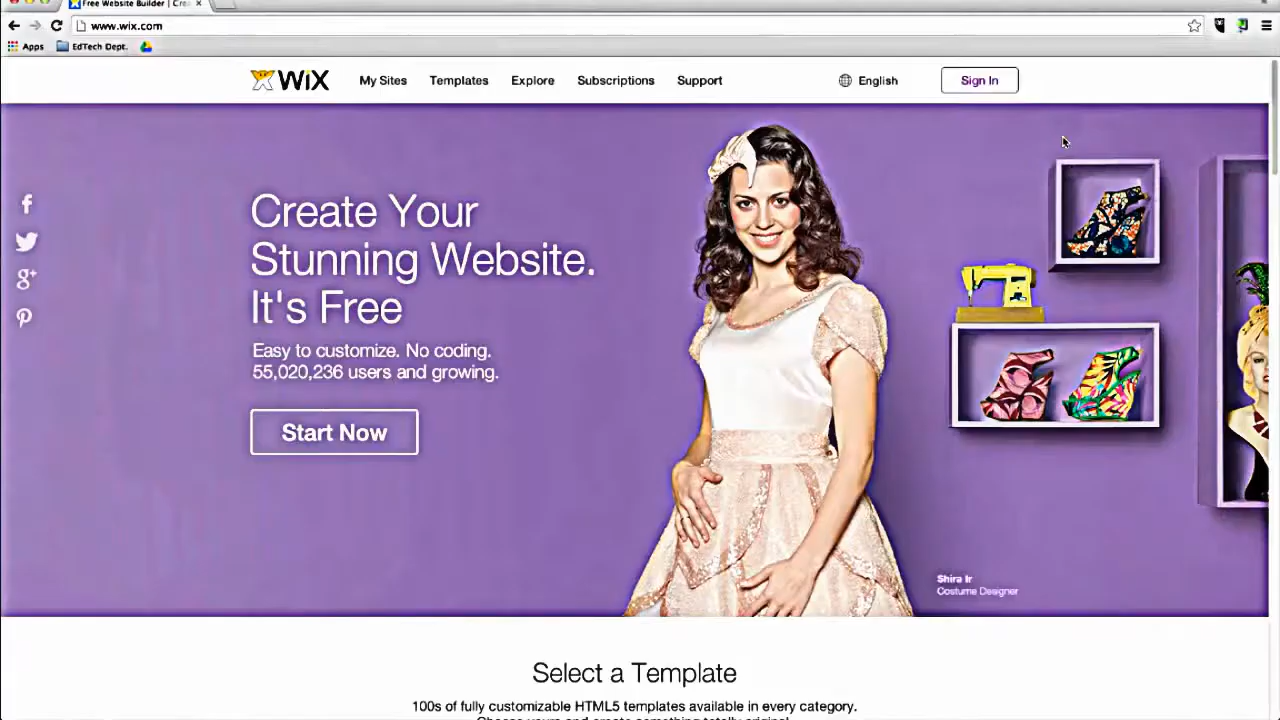 Free Website Builder | Cre
www.wix.com
Apps EdTech Dept.
WiX My Sites Templates Explore Subscriptions Support English Sign In
Create Your
Stunning Website.
It's Free
Easy to customize. No coding.
55,020,236 users and growing.
Start Now
Shira Ir
Costume Designer
Select a Template
100s of fully customizable HTML5 templates available in every category.